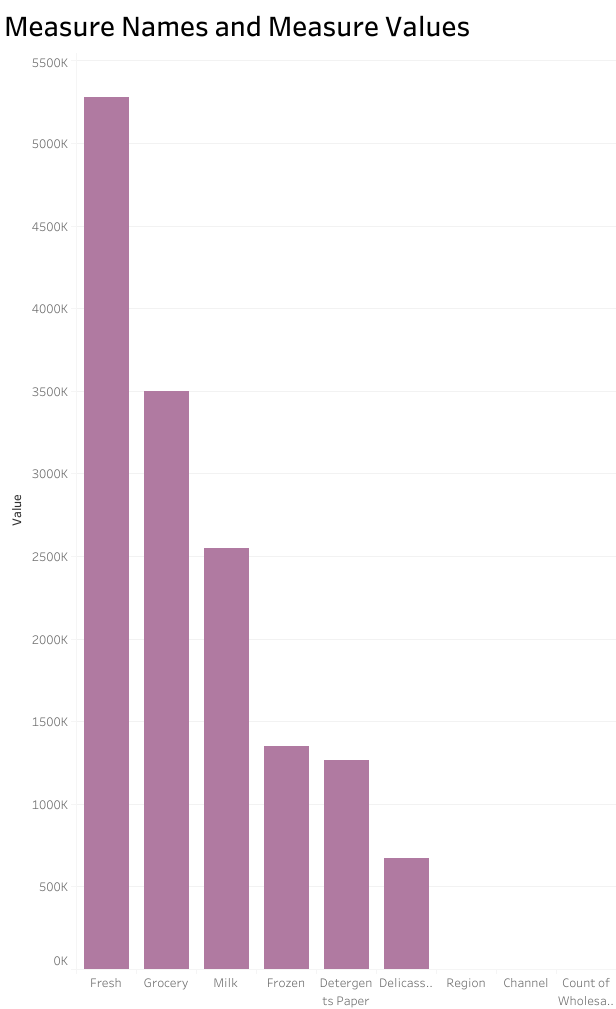 Measure Names and Measure Values
5500K
5000K
4500K
4000K
3500K
3000K
2500K
2000K
1500K
1000K
500K
0K
Value
Fresh Grocery Milk Frozen Detergen Delicass.. Region Channel Count of
ts Paper Wholesa..